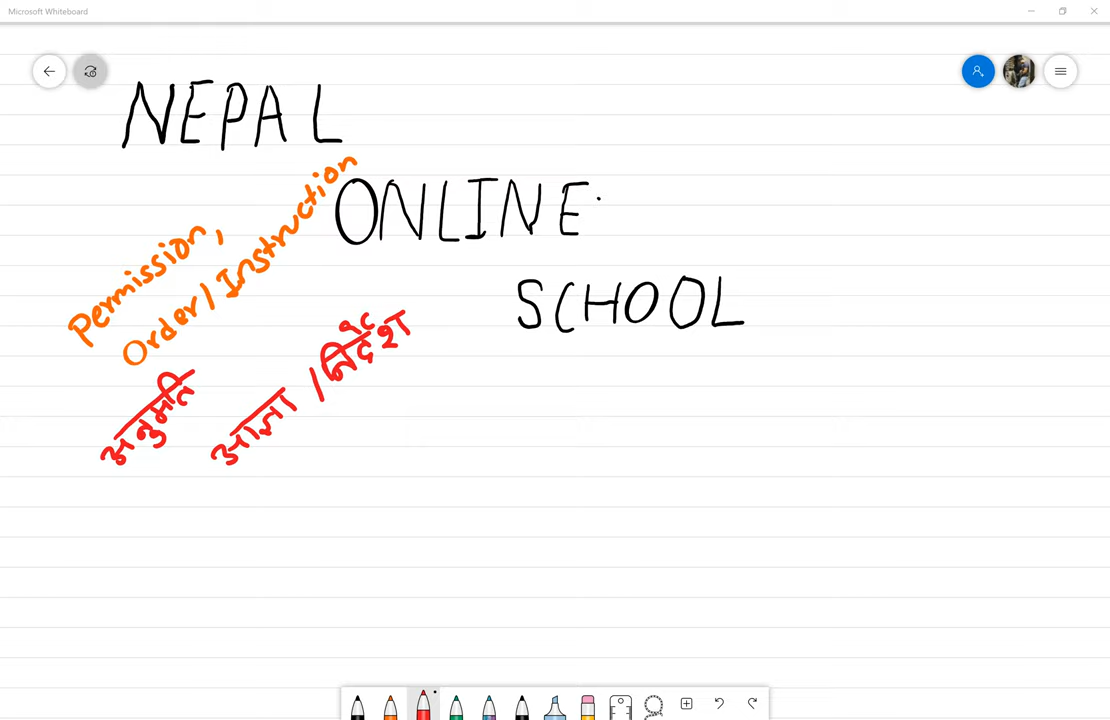 Microsoft Whiteboard
NEPAL
ONLINE
SCHOOL
Permission,
Order/Instruction
अनुमति
आज्ञा/निर्देश